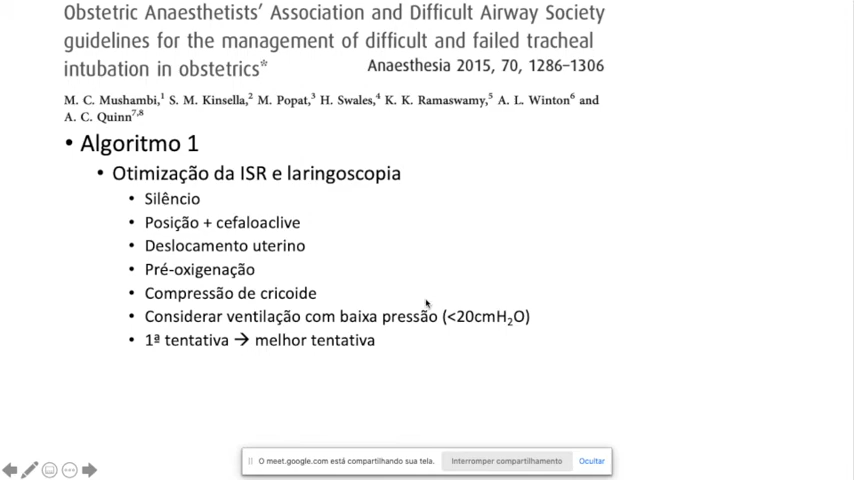 Obstetric Anaesthetists' Association and Difficult Airway Society
guidelines for the management of difficult and failed tracheal
intubation in obstetrics*
Anaesthesia 2015, 70, 1286–1306
M. C. Mushambi,¹ S. M. Kinsella,² M. Popat,³ H. Swales,⁴ K. K. Ramaswamy,⁵ A. L. Winton⁶ and
A. C. Quinn⁷,⁸
• Algoritmo 1
• Otimização da ISR e laringoscopia
• Silêncio
• Posição + cefaloaclive
• Deslocamento uterino
• Pré-oxigenação
• Compressão de cricoide
• Considerar ventilação com baixa pressão (<20cmH₂O)
• 1ª tentativa → melhor tentativa
O meet.google.com está compartilhando sua tela.
Interromper compartilhamento
Ocultar